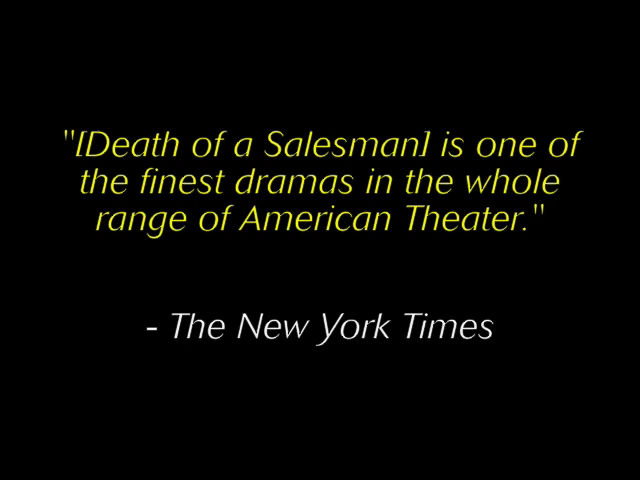 "[Death of a Salesman] is one of
the finest dramas in the whole
range of American Theater."
- The New York Times